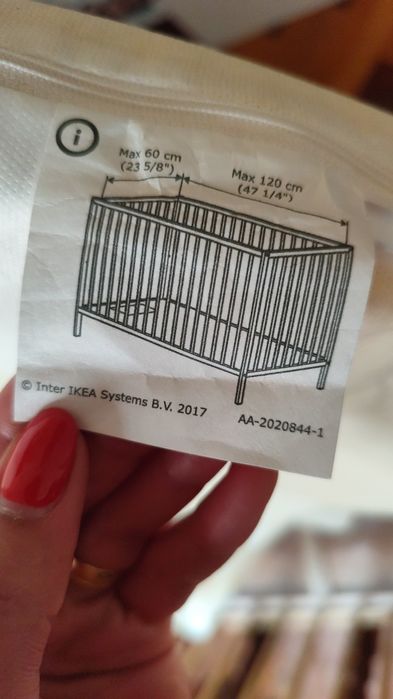 i
Max 60 cm
(23 5/8")
Max 120 cm
(47 1/4")
© Inter IKEA Systems B.V. 2017
AA-2020844-1